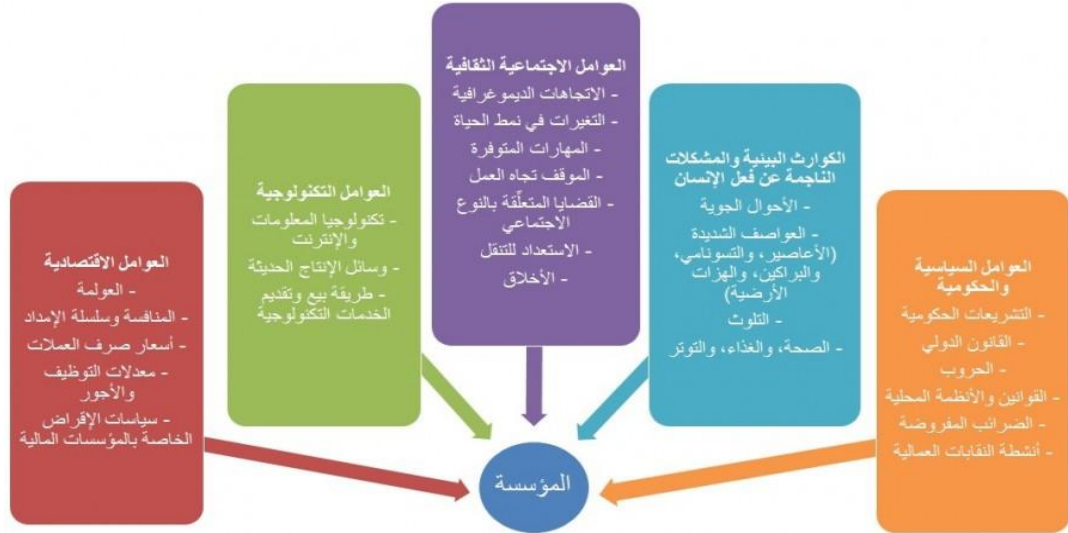 العوامل السياسية
والحكومية
- التشريعات الحكومية
- القانون الدولي
- الحروب
- القوانين والأنظمة المحلية
- الضرائب المفروضة
- أنشطة النقابات العمالية
الكوارث البيئية والمشكلات
الناجمة عن فعل الإنسان
- الأحوال الجوية
- العواصف الشديدة
(الأعاصير، والتسونامي،
والبراكين، والهزات
الأرضية)
- التلوث
- الصحة، والغذاء، والتوتر
العوامل الاجتماعية الثقافية
- الاتجاهات الديموغرافية
- التغيرات في نمط الحياة
- المهارات المتوفرة
- الموقف تجاه العمل
- القضايا المتعلّقة بالنوع
الاجتماعي
- الاستعداد للتنقل
- الأخلاق
العوامل التكنولوجية
- تكنولوجيا المعلومات
والإنترنت
- وسائل الإنتاج الحديثة
- طريقة بيع وتقديم
الخدمات التكنولوجية
العوامل الاقتصادية
- العولمة
- المنافسة وسلسلة الإمداد
- أسعار صرف العملات
- معدلات التوظيف
والأجور
- سياسات الإقراض
الخاصة بالمؤسسات المالية
المؤسسة